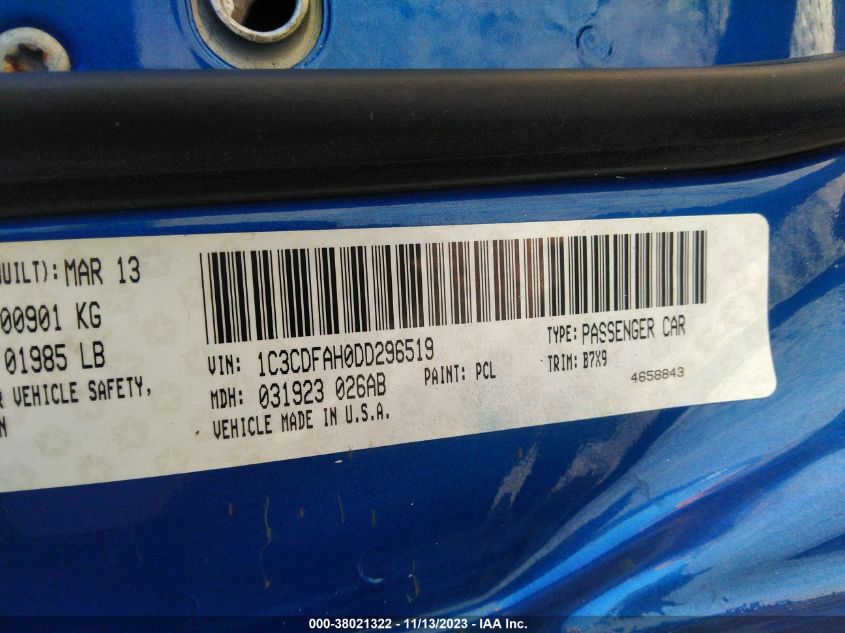 BUILT): MAR 13
00901 KG
01985 LB
VEHICLE SAFETY,
N
VIN: 1C3CDFAH0DD296519
TYPE: PASSENGER CAR
MDH: 031923 026AB
PAINT: PCL
TRIM: B7X9
VEHICLE MADE IN U.S.A.
4658843
000-38021322 - 11/13/2023 - IAA Inc.